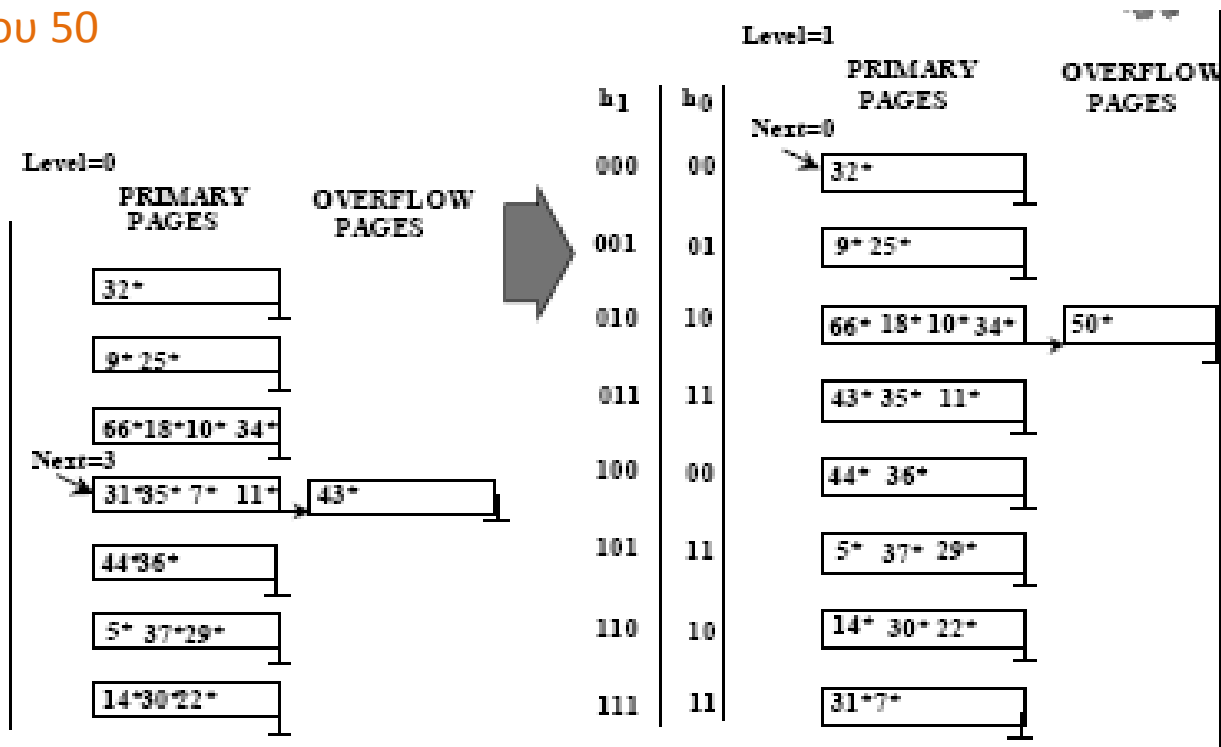 ου 50
Level=0
PRIMARY PAGES
OVERFLOW PAGES
32*
9* 25*
66*18*10* 34*
Next=3
31*35* 7* 11*
43*
44*36*
5* 37*29*
14*30*22*
Level=1
h1 h0
PRIMARY PAGES
OVERFLOW PAGES
Next=0
000 00
32*
001 01
9* 25*
010 10
66* 18* 10* 34*
50*
011 11
43* 35* 11*
100 00
44* 36*
101 11
5* 37* 29*
110 10
14* 30* 22*
111 11
31*7*